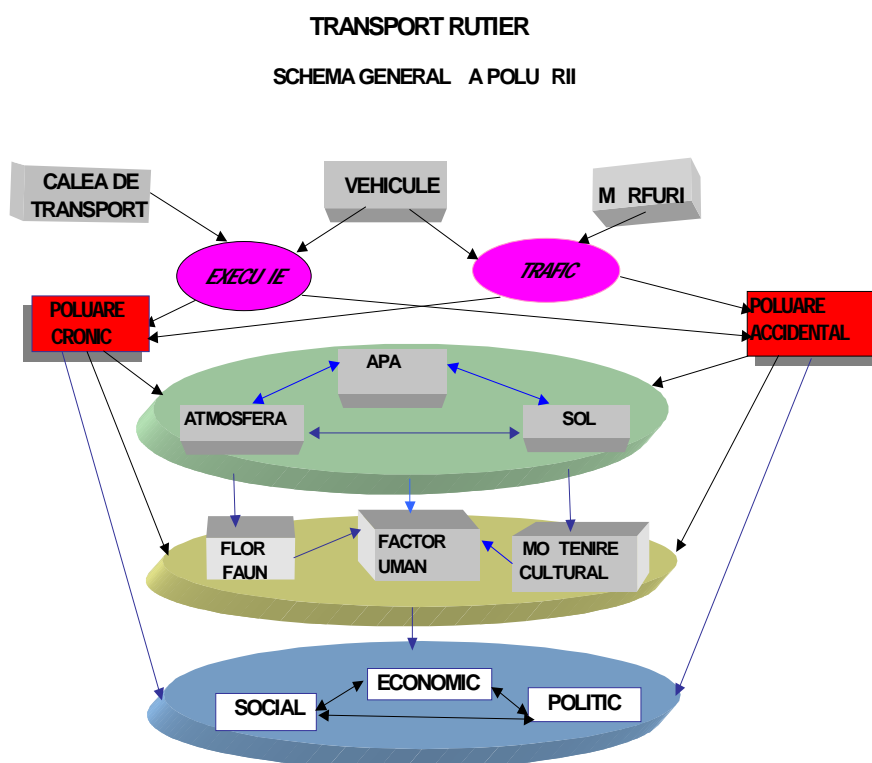 TRANSPORT RUTIER
SCHEMA GENERAL A POLU RII
CALEA DE
TRANSPORT
VEHICULE
M RFURI
EXECU IE
TRAFIC
POLUARE
CRONIC
POLUARE
ACCIDENTAL
APA
ATMOSFERA
SOL
FLOR
FAUN
FACTOR
UMAN
MO TENIRE
CULTURAL
ECONOMIC
SOCIAL
POLITIC